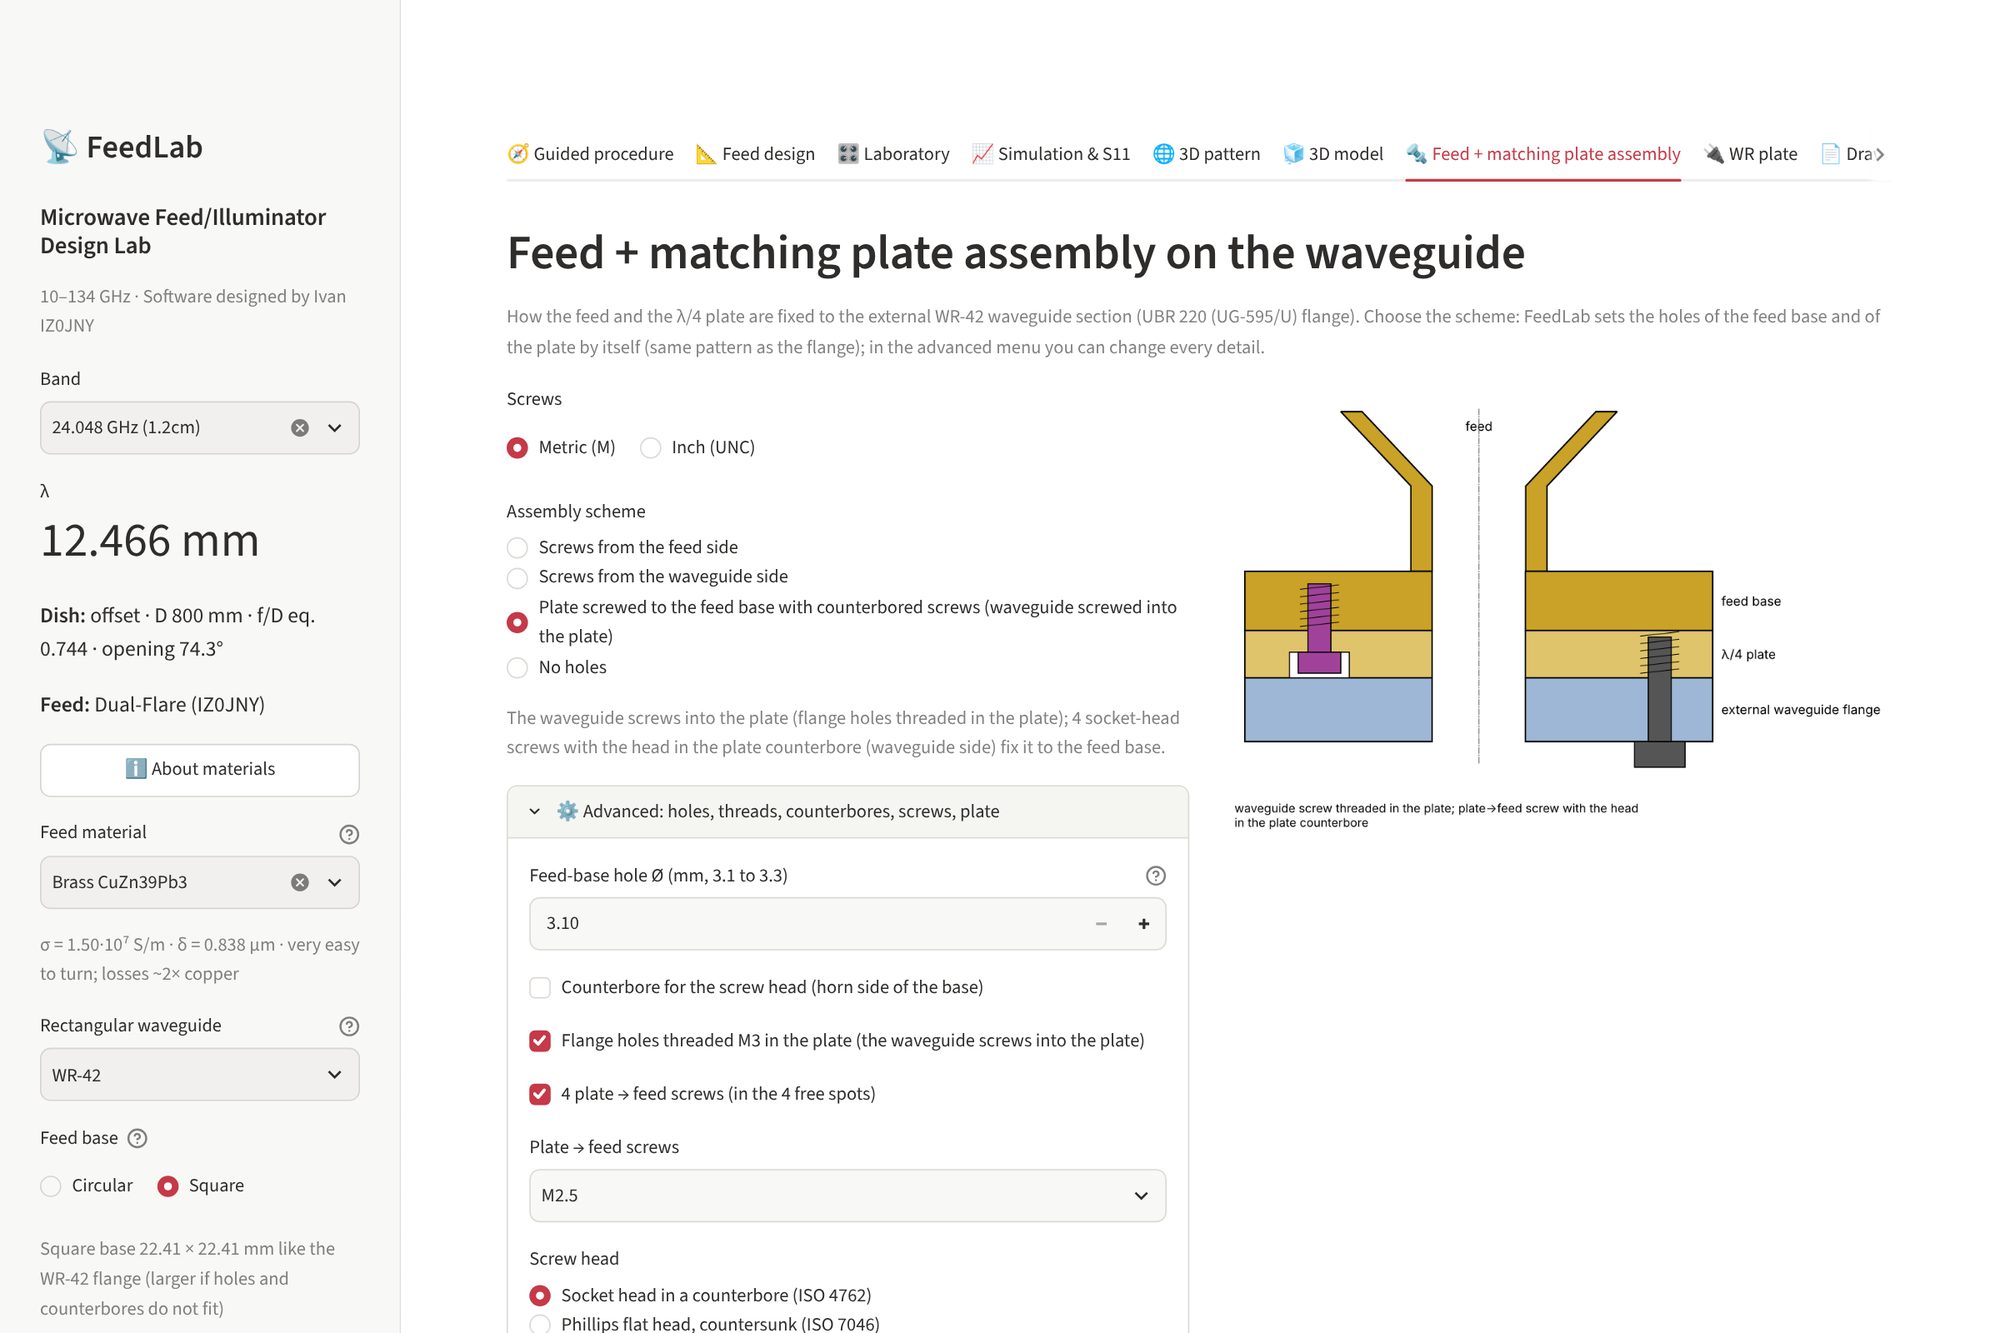 📡 FeedLab
Microwave Feed/Illuminator
Design Lab
10–134 GHz · Software designed by Ivan
IZ0JNY
Band
24.048 GHz (1.2cm)
λ
12.466 mm
Dish: offset · D 800 mm · f/D eq.
0.744 · opening 74.3°
Feed: Dual-Flare (IZ0JNY)
ℹ️ About materials
Feed material
Brass CuZn39Pb3
σ = 1.50·10⁷ S/m · δ = 0.838 µm · very easy
to turn; losses ~2× copper
Rectangular waveguide
WR-42
Feed base
Circular Square
Square base 22.41 × 22.41 mm like the
WR-42 flange (larger if holes and
counterbores do not fit)
🧭 Guided procedure 📐 Feed design 🎛️ Laboratory 📈 Simulation & S11 🌐 3D pattern 🧊 3D model 🔩 Feed + matching plate assembly 🔌 WR plate 📄 Dra
Feed + matching plate assembly on the waveguide
How the feed and the λ/4 plate are fixed to the external WR-42 waveguide section (UBR 220 (UG-595/U) flange). Choose the scheme: FeedLab sets the holes of the feed base and of
the plate by itself (same pattern as the flange); in the advanced menu you can change every detail.
Screws
Metric (M) Inch (UNC)
Assembly scheme
Screws from the feed side
Screws from the waveguide side
Plate screwed to the feed base with counterbored screws (waveguide screwed into
the plate)
No holes
The waveguide screws into the plate (flange holes threaded in the plate); 4 socket-head
screws with the head in the plate counterbore (waveguide side) fix it to the feed base.
⚙️ Advanced: holes, threads, counterbores, screws, plate
Feed-base hole Ø (mm, 3.1 to 3.3)
3.10
Counterbore for the screw head (horn side of the base)
Flange holes threaded M3 in the plate (the waveguide screws into the plate)
4 plate → feed screws (in the 4 free spots)
Plate → feed screws
M2.5
Screw head
Socket head in a counterbore (ISO 4762)
Phillips flat head, countersunk (ISO 7046)
feed
feed base
λ/4 plate
external waveguide flange
waveguide screw threaded in the plate; plate→feed screw with the head
in the plate counterbore